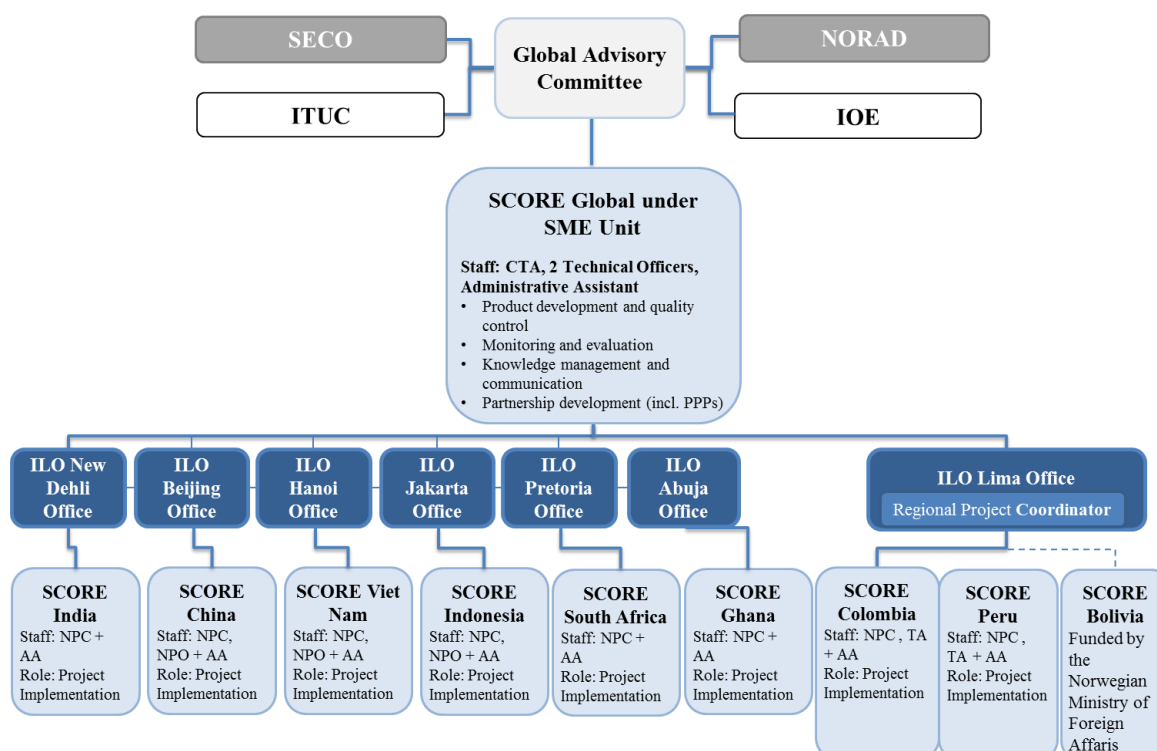 SECO
NORAD
Global Advisory
Committee
ITUC
IOE
SCORE Global under
SME Unit
Staff: CTA, 2 Technical Officers,
Administrative Assistant
• Product development and quality
control
• Monitoring and evaluation
• Knowledge management and
communication
• Partnership development (incl. PPPs)
ILO New
Dehli
Office
ILO
Beijing
Office
ILO
Hanoi
Office
ILO
Jakarta
Office
ILO
Pretoria
Office
ILO
Abuja
Office
ILO Lima Office
Regional Project Coordinator
SCORE
India
Staff: NPC +
AA
Role: Project
Implementation
SCORE
China
Staff: NPC,
NPO + AA
Role: Project
Implementation
SCORE Viet
Nam
Staff: NPC,
NPO + AA
Role: Project
Implementation
SCORE
Indonesia
Staff: NPC,
NPO + AA
Role: Project
Implementation
SCORE
South Africa
Staff: NPC +
AA
Role: Project
Implementation
SCORE
Ghana
Staff: NPC +
AA
Role: Project
Implementation
SCORE
Colombia
Staff: NPC , TA
+ AA
Role: Project
Implementation
SCORE
Peru
Staff: NPC ,
TA + AA
Role: Project
Implementation
SCORE
Bolivia
Funded by
the
Norwegian
Ministry of
Foreign
Affaris